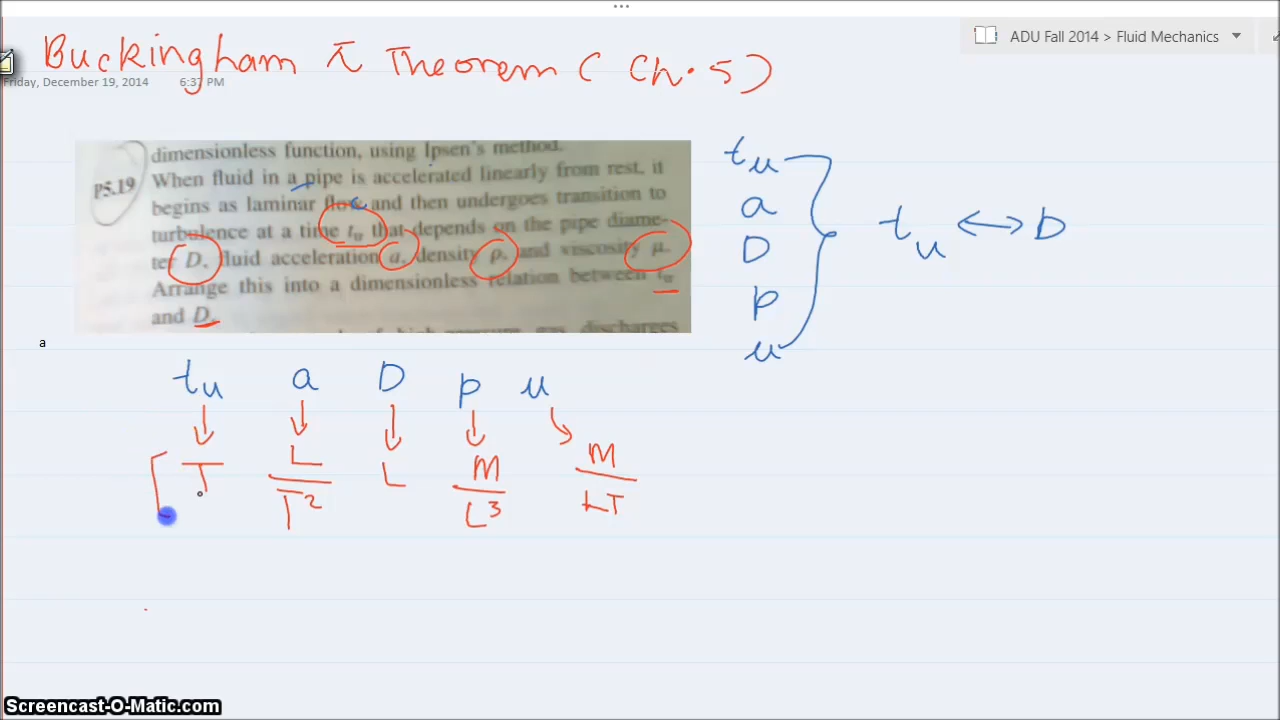 ADU Fall 2014 > Fluid Mechanics
Buckingham π Theorem ( Ch. 5 )
Friday, December 19, 2014 6:37 PM
dimensionless function, using Ipsen's method.
P5.19 When fluid in a pipe is accelerated linearly from rest, it
begins as laminar flow and then undergoes transition to
turbulence at a time t_tr that depends on the pipe diame-
ter D, fluid acceleration a, density ρ, and viscosity μ.
Arrange this into a dimensionless relation between t_tr
and D.
tu
a
D
ρ
μ
tu ↔ D
a
tu a D ρ μ
T L/T² L M/L³ M/LT
Screencast-O-Matic.com